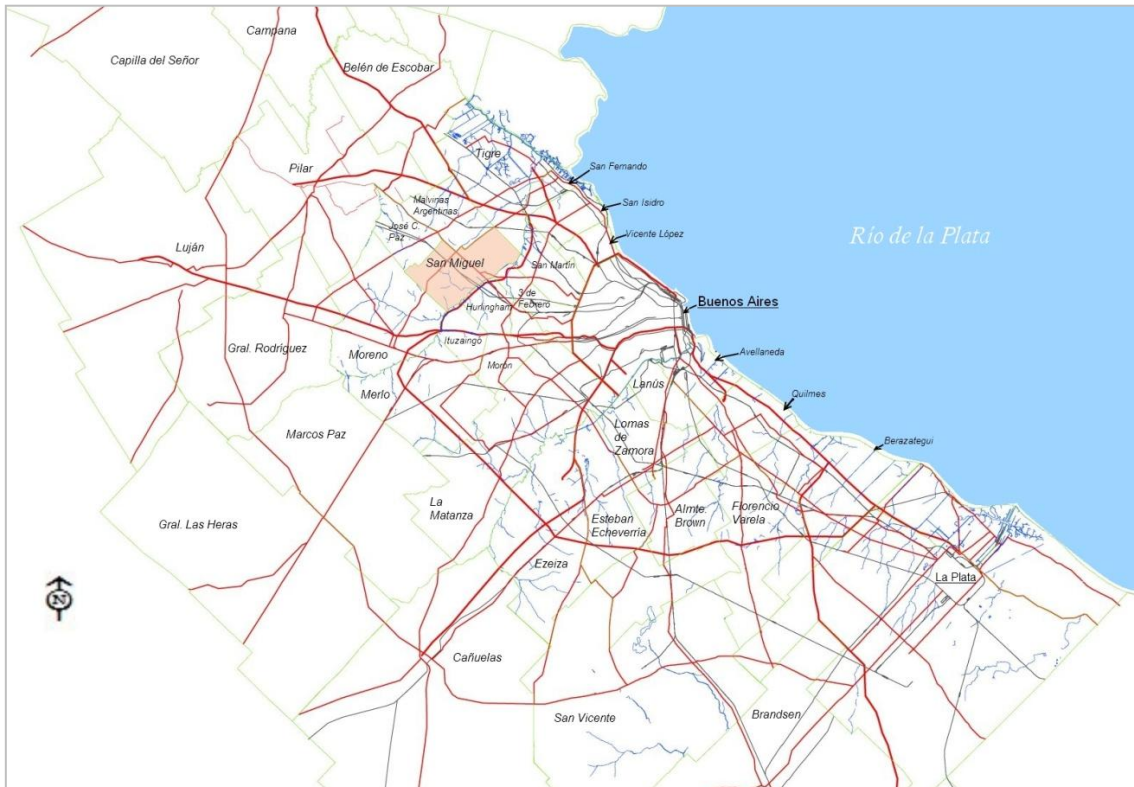 Campana
Capilla del Señor
Belén de Escobar
Tigre
San Fernando
Pilar
San Isidro
Malvinas
Argentinas
José C.
Paz
Vicente López
Río de la Plata
Luján
San Miguel
San Martín
3 de
Febrero
Hurlingham
Buenos Aires
Ituzaingó
Gral. Rodríguez
Moreno
Avellaneda
Morón
Lanús
Merlo
Quilmes
Marcos Paz
Lomas
de
Zamora
Berazategui
La
Matanza
Almte.
Brown
Florencio
Varela
Gral. Las Heras
Esteban
Echeverría
Ezeiza
La Plata
N
Cañuelas
San Vicente
Brandsen